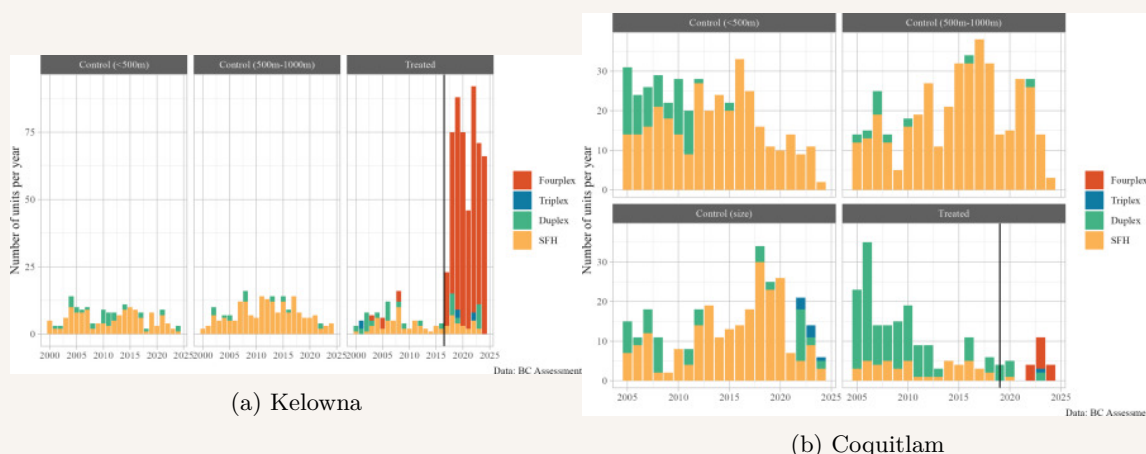 Control (<500m)
Control (500m-1000m)
Treated
Number of units per year
75
50
25
0
2000
2005
2010
2015
2020
2025
2000
2005
2010
2015
2020
2025
2000
2005
2010
2015
2020
2025
Fourplex
Triplex
Duplex
SFH
Data: BC Assessment
(a) Kelowna
Control (<500m)
Control (500m-1000m)
Number of units per year
30
20
10
0
Control (size)
Treated
30
20
10
0
2005
2010
2015
2020
2025
2005
2010
2015
2020
2025
Fourplex
Triplex
Duplex
SFH
Data: BC Assessment
(b) Coquitlam